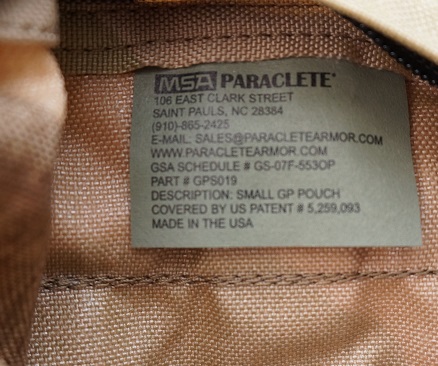 MSA PARACLETE
106 EAST CLARK STREET
SAINT PAULS, NC 28384
(910)-865-2425
E-MAIL: SALES@PARACLETEARMOR.COM
WWW.PARACLETEARMOR.COM
GSA SCHEDULE # GS-07F-553OP
PART # GPS019
DESCRIPTION: SMALL GP POUCH
COVERED BY US PATENT # 5,259,093
MADE IN THE USA